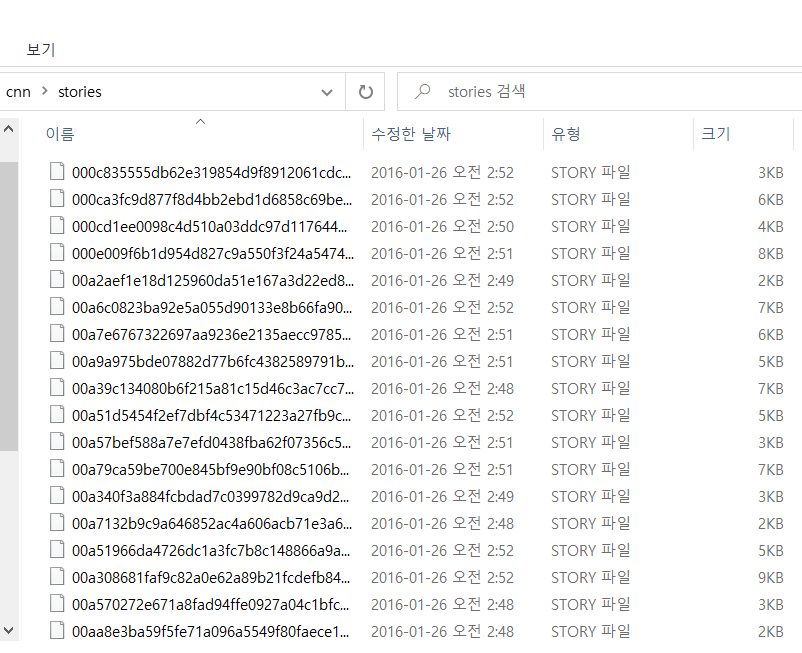 보기
cnn > stories
stories 검색
이름 수정한 날짜 유형 크기
000c835555db62e319854d9f8912061cdc... 2016-01-26 오전 2:52 STORY 파일 3KB
000ca3fc9d877f8d4bb2ebd1d6858c69be... 2016-01-26 오전 2:52 STORY 파일 6KB
000cd1ee0098c4d510a03ddc97d117644... 2016-01-26 오전 2:50 STORY 파일 4KB
000e009f6b1d954d827c9a550f3f24a5474... 2016-01-26 오전 2:51 STORY 파일 8KB
00a2aef1e18d125960da51e167a3d22ed8... 2016-01-26 오전 2:49 STORY 파일 2KB
00a6c0823ba92e5a055d90133e8b66fa90... 2016-01-26 오전 2:52 STORY 파일 7KB
00a7e6767322697aa9236e2135aecc9785... 2016-01-26 오전 2:51 STORY 파일 6KB
00a9a975bde07882d77b6fc4382589791b... 2016-01-26 오전 2:51 STORY 파일 5KB
00a39c134080b6f215a81c15d46c3ac7cc7... 2016-01-26 오전 2:48 STORY 파일 7KB
00a51d5454f2ef7dbf4c53471223a27fb9c... 2016-01-26 오전 2:52 STORY 파일 5KB
00a57bef588a7e7efd0438fba62f07356c5... 2016-01-26 오전 2:51 STORY 파일 3KB
00a79ca59be700e845bf9e90bf08c5106b... 2016-01-26 오전 2:51 STORY 파일 7KB
00a340f3a884fcbdad7c0399782d9ca9d2... 2016-01-26 오전 2:49 STORY 파일 3KB
00a7132b9c9a646852ac4a606acb71e3a6... 2016-01-26 오전 2:48 STORY 파일 2KB
00a51966da4726dc1a3fc7b8c148866a9a... 2016-01-26 오전 2:52 STORY 파일 5KB
00a308681faf9c82a0e62a89b21fcdefb84... 2016-01-26 오전 2:52 STORY 파일 9KB
00a570272e671a8fad94ffe0927a04c1bfc... 2016-01-26 오전 2:48 STORY 파일 3KB
00aa8e3ba59f5fe71a096a5549f80faece1... 2016-01-26 오전 2:48 STORY 파일 2KB